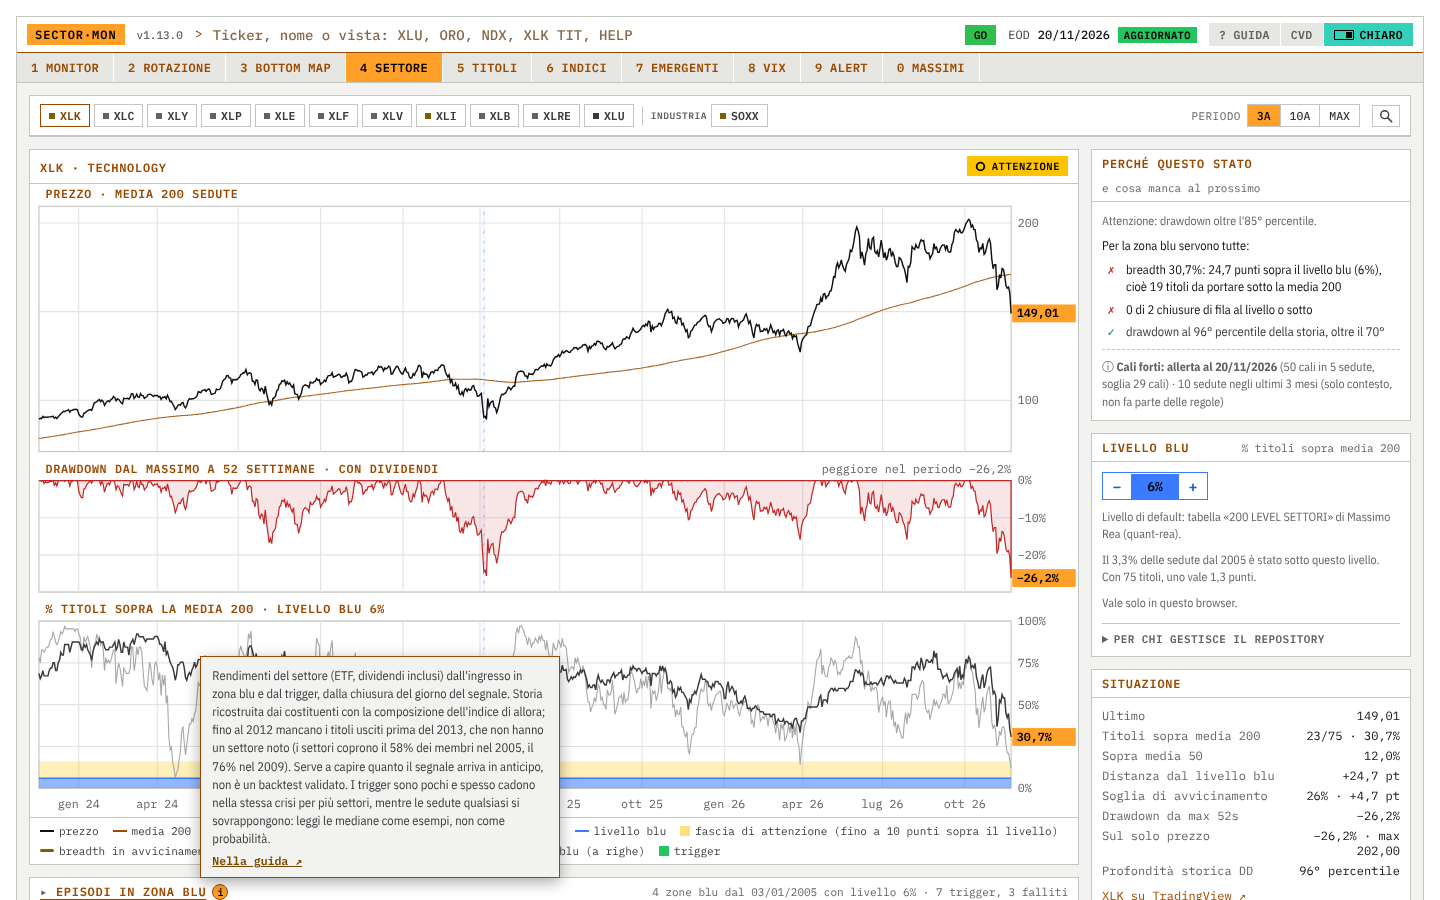 SECTOR·MON v1.13.0 > Ticker, nome o vista: XLU, ORO, NDX, XLK TIT, HELP GO EOD 20/11/2026 AGGIORNATO ? GUIDA CVD CHIARO
1 MONITOR 2 ROTAZIONE 3 BOTTOM MAP 4 SETTORE 5 TITOLI 6 INDICI 7 EMERGENTI 8 VIX 9 ALERT 0 MASSIMI
XLK XLC XLY XLP XLE XLF XLV XLI XLB XLRE XLU INDUSTRIA SOXX PERIODO 3A 10A MAX
XLK · TECHNOLOGY ATTENZIONE
PREZZO · MEDIA 200 SEDUTE
200
149,01
100
DRAWDOWN DAL MASSIMO A 52 SETTIMANE · CON DIVIDENDI peggiore nel periodo −26,2%
0%
−10%
−20%
−26,2%
% TITOLI SOPRA LA MEDIA 200 · LIVELLO BLU 6%
100%
75%
50%
30,7%
0%
gen 24 apr 24 25 ott 25 gen 26 apr 26 lug 26 ott 26
prezzo media 200 livello blu fascia di attenzione (fino a 10 punti sopra il livello)
breadth in avvicinamen blu (a righe) trigger
Rendimenti del settore (ETF, dividendi inclusi) dall'ingresso in
zona blu e dal trigger, dalla chiusura del giorno del segnale. Storia
ricostruita dai costituenti con la composizione dell'indice di allora;
fino al 2012 mancano i titoli usciti prima del 2013, che non hanno
un settore noto (i settori coprono il 58% dei membri nel 2005, il
76% nel 2009). Serve a capire quanto il segnale arriva in anticipo,
non è un backtest validato. I trigger sono pochi e spesso cadono
nella stessa crisi per più settori, mentre le sedute qualsiasi si
sovrappongono: leggi le mediane come esempi, non come
probabilità.
Nella guida ↗
▸ EPISODI IN ZONA BLU i 4 zone blu dal 03/01/2005 con livello 6% · 7 trigger, 3 falliti
PERCHÉ QUESTO STATO
e cosa manca al prossimo
Attenzione: drawdown oltre l'85° percentile.
Per la zona blu servono tutte:
✗ breadth 30,7%: 24,7 punti sopra il livello blu (6%),
cioè 19 titoli da portare sotto la media 200
✗ 0 di 2 chiusure di fila al livello o sotto
✓ drawdown al 96° percentile della storia, oltre il 70°
ⓘ Cali forti: allerta al 20/11/2026 (50 cali in 5 sedute,
soglia 29 cali) · 10 sedute negli ultimi 3 mesi (solo contesto,
non fa parte delle regole)
LIVELLO BLU % titoli sopra media 200
− 6% +
Livello di default: tabella «200 LEVEL SETTORI» di Massimo
Rea (quant-rea).
Il 3,3% delle sedute dal 2005 è stato sotto questo livello.
Con 75 titoli, uno vale 1,3 punti.
Vale solo in questo browser.
▶ PER CHI GESTISCE IL REPOSITORY
SITUAZIONE
Ultimo 149,01
Titoli sopra media 200 23/75 · 30,7%
Sopra media 50 12,0%
Distanza dal livello blu +24,7 pt
Soglia di avvicinamento 26% · +4,7 pt
Drawdown da max 52s −26,2%
Sul solo prezzo −26,2% · max
202,00
Profondità storica DD 96° percentile
XLK su TradingView ↗